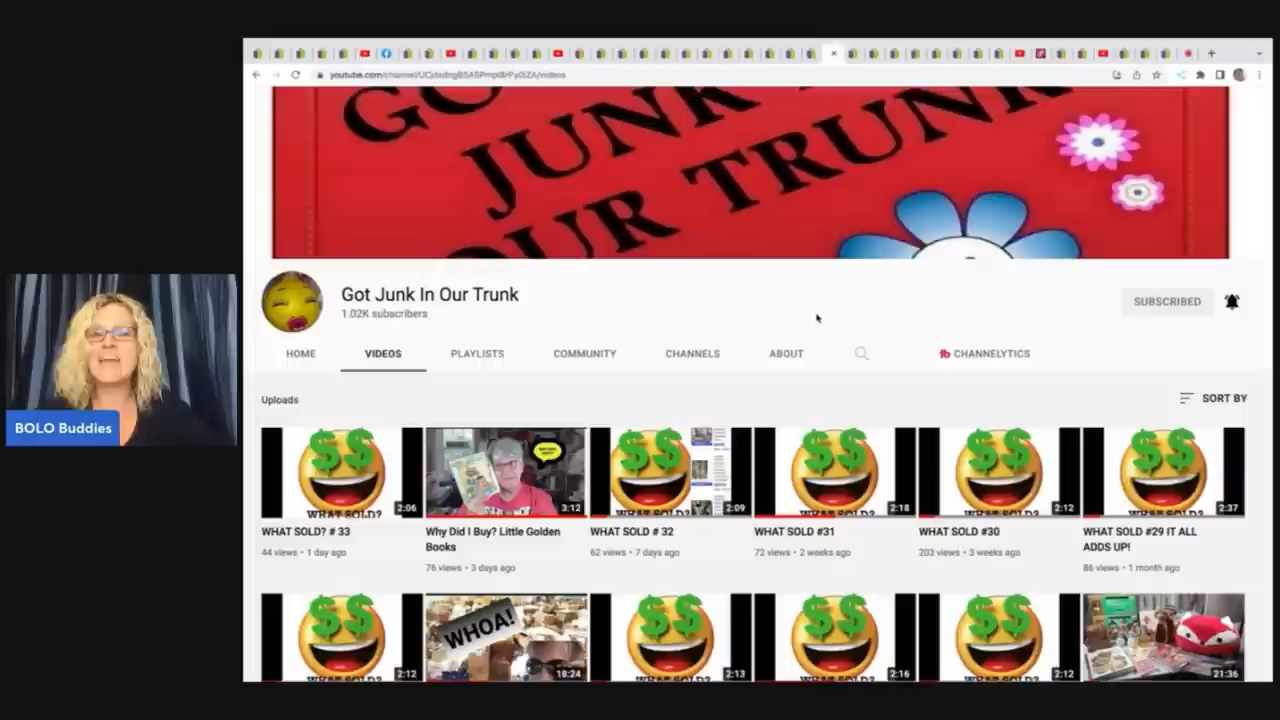 GO
JUNK
OUR TRUNK
Got Junk In Our Trunk
1.02K subscribers
SUBSCRIBED
HOME
VIDEOS
PLAYLISTS
COMMUNITY
CHANNELS
ABOUT
CHANNELYTICS
BOLO Buddies
Uploads
SORT BY
2:06
3:12
2:09
2:18
2:12
2:37
WHAT SOLD? # 33
Why Did I Buy? Little Golden
Books
WHAT SOLD # 32
WHAT SOLD #31
WHAT SOLD #30
WHAT SOLD #29 IT ALL
ADDS UP!
44 views • 1 day ago
76 views • 3 days ago
62 views • 7 days ago
72 views • 2 weeks ago
203 views • 3 weeks ago
86 views • 1 month ago
WHOA!
2:12
18:24
2:13
2:16
2:12
21:36